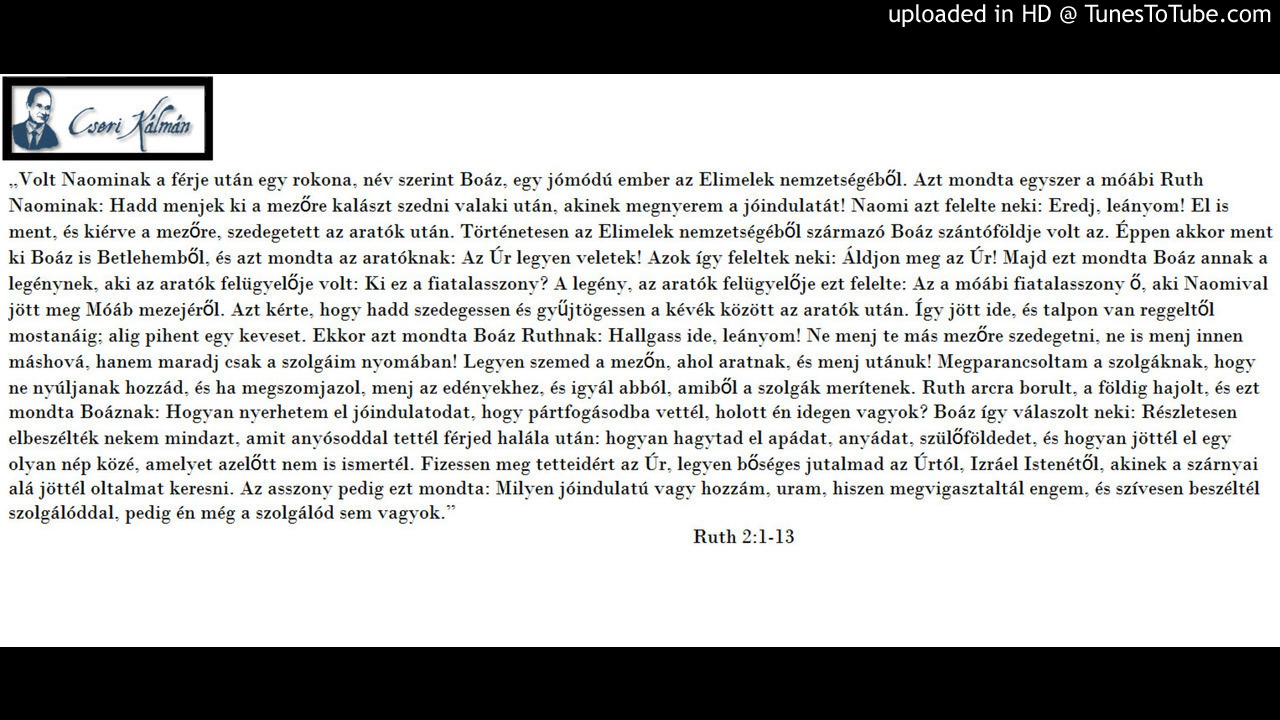 uploaded in HD @ TunesToTube.com
Cseri Kálmán
„Volt Naominak a férje után egy rokona, név szerint Boáz, egy jómódú ember az Elimelek nemzetségéből. Azt mondta egyszer a móábi Ruth
Naominak: Hadd menjek ki a mezőre kalászt szedni valaki után, akinek megnyerem a jóindulatát! Naomi azt felelte neki: Eredj, leányom! El is
ment, és kiérve a mezőre, szedegetett az aratók után. Történetesen az Elimelek nemzetségéből származó Boáz szántóföldje volt az. Éppen akkor ment
ki Boáz is Betlehemből, és azt mondta az aratóknak: Az Úr legyen veletek! Azok így feleltek neki: Áldjon meg az Úr! Majd ezt mondta Boáz annak a
legénynek, aki az aratók felügyelője volt: Ki ez a fiatalasszony? A legény, az aratók felügyelője ezt felelte: Az a móábi fiatalasszony ő, aki Naomival
jött meg Móáb mezejéről. Azt kérte, hogy hadd szedegessen és gyűjtögessen a kévék között az aratók után. Így jött ide, és talpon van reggeltől
mostanáig; alig pihent egy keveset. Ekkor azt mondta Boáz Ruthnak: Hallgass ide, leányom! Ne menj te más mezőre szedegetni, ne is menj innen
máshová, hanem maradj csak a szolgáim nyomában! Legyen szemed a mezőn, ahol aratnak, és menj utánuk! Megparancsoltam a szolgáknak, hogy
ne nyúljanak hozzád, és ha megszomjazol, menj az edényekhez, és igyál abból, amiből a szolgák merítenek. Ruth arcra borult, a földig hajolt, és ezt
mondta Boáznak: Hogyan nyerhetem el jóindulatodat, hogy pártfogásodba vettél, holott én idegen vagyok? Boáz így válaszolt neki: Részletesen
elbeszélték nekem mindazt, amit anyósoddal tettél férjed halála után: hogyan hagytad el apádat, anyádat, szülőföldedet, és hogyan jöttél el egy
olyan nép közé, amelyet azelőtt nem is ismertél. Fizessen meg tetteidért az Úr, legyen bőséges jutalmad az Úrtól, Izráel Istenétől, akinek a szárnyai
alá jöttél oltalmat keresni. Az asszony pedig ezt mondta: Milyen jóindulatú vagy hozzám, uram, hiszen megvigasztaltál engem, és szívesen beszéltél
szolgálóddal, pedig én még a szolgálód sem vagyok.”
Ruth 2:1-13